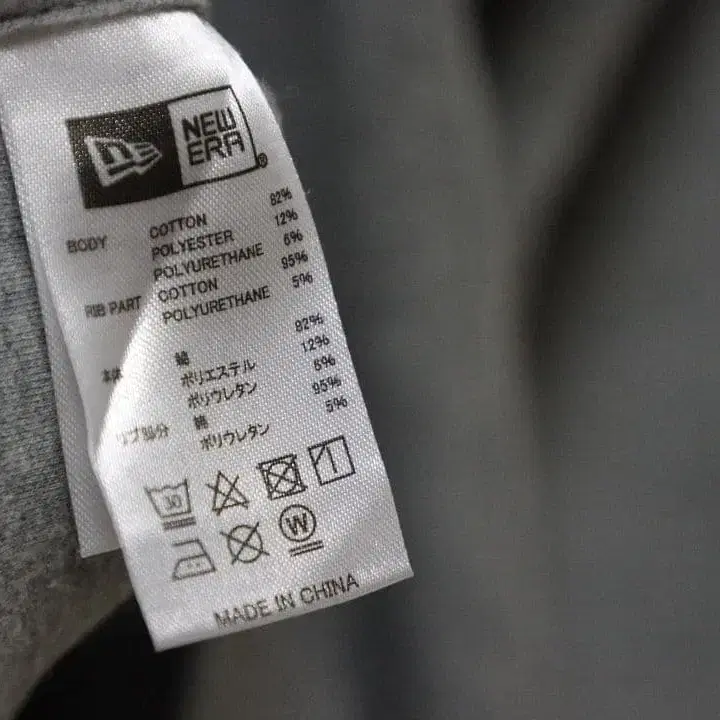 NEW
ERA®
BODY COTTON 82%
POLYESTER 12%
POLYURETHANE 6%
RIB PART COTTON 95%
POLYURETHANE 5%
本体 綿 82%
ポリエステル 12%
ポリウレタン 6%
リブ部分 綿 95%
ポリウレタン 5%
30
W
MADE IN CHINA